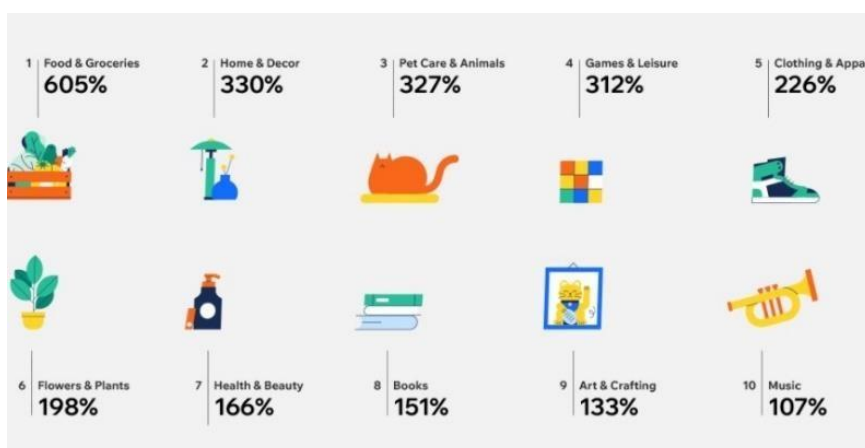 1 Food & Groceries
605%
2 Home & Decor
330%
3 Pet Care & Animals
327%
4 Games & Leisure
312%
5 Clothing & Appa
226%
6 Flowers & Plants
198%
7 Health & Beauty
166%
8 Books
151%
9 Art & Crafting
133%
10 Music
107%